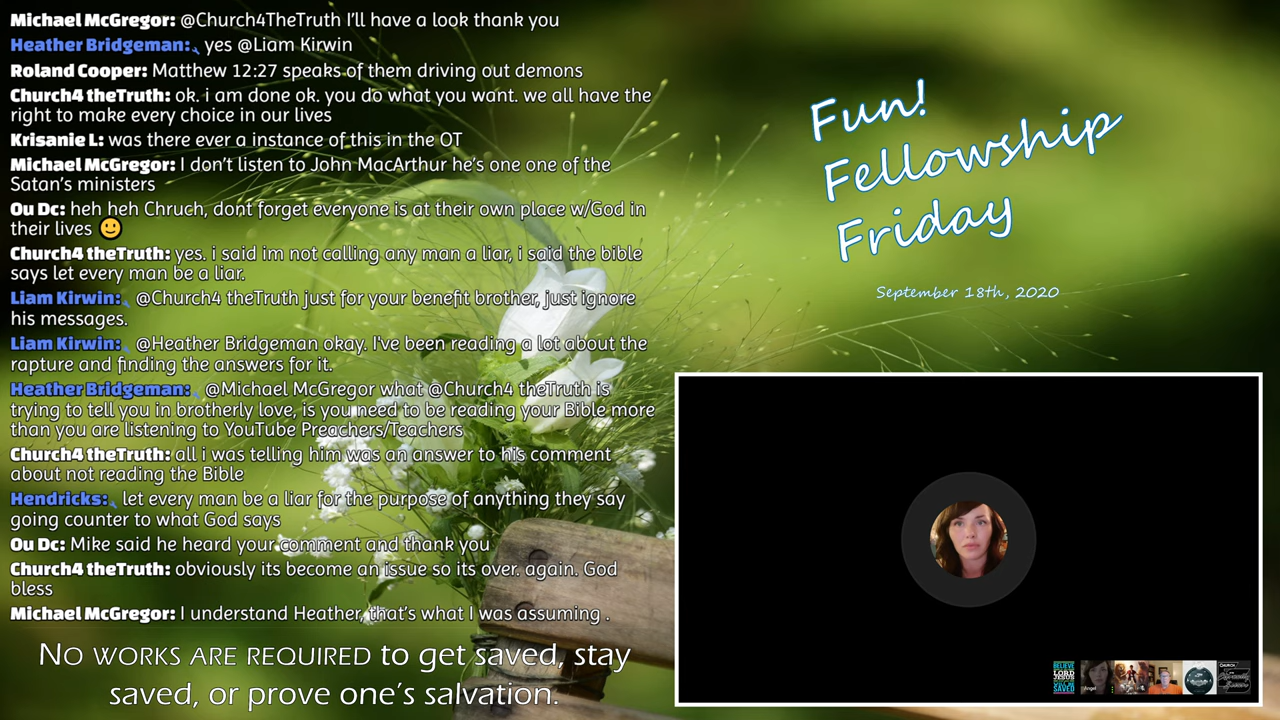 Michael McGregor: @Church4TheTruth I'll have a look thank you
Heather Bridgeman: yes @Liam Kirwin
Roland Cooper: Matthew 12:27 speaks of them driving out demons
Church4 theTruth: ok. i am done ok. you do what you want. we all have the
right to make every choice in our lives
Krisanie L: was there ever a instance of this in the OT
Michael McGregor: I don't listen to John MacArthur he's one one of the
Satan's ministers
Ou Dc: heh heh Chruch, dont forget everyone is at their own place w/God in
their lives 🙂
Church4 theTruth: yes. i said im not calling any man a liar, i said the bible
says let every man be a liar.
Liam Kirwin: @Church4 theTruth just for your benefit brother, just ignore
his messages.
Liam Kirwin: @Heather Bridgeman okay. I've been reading a lot about the
rapture and finding the answers for it.
Heather Bridgeman: @Michael McGregor what @Church4 theTruth is
trying to tell you in brotherly love, is you need to be reading your Bible more
than you are listening to YouTube Preachers/Teachers
Church4 theTruth: all i was telling him was an answer to his comment
about not reading the Bible
Hendricks: let every man be a liar for the purpose of anything they say
going counter to what God says
Ou Dc: Mike said he heard your comment and thank you
Church4 theTruth: obviously its become an issue so its over. again. God
bless
Michael McGregor: I understand Heather, that's what I was assuming .
NO WORKS ARE REQUIRED to get saved, stay
saved, or prove one's salvation.
Fun!
Fellowship
Friday
September 18th, 2020
BELIEVE
LORD
JESUS
SAVED
Angel
CHURCH